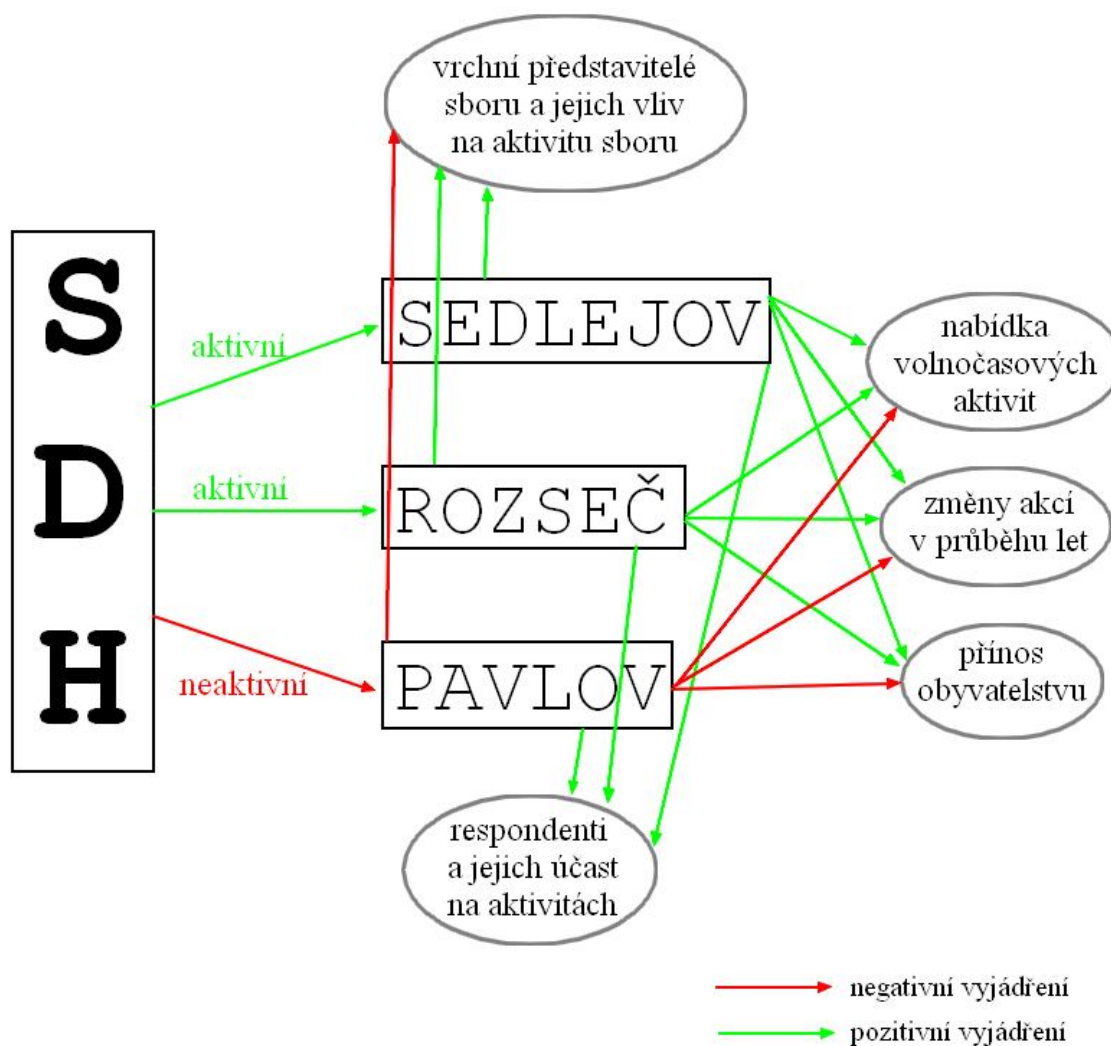 vrchní představitelé
sboru a jejich vliv
na aktivitu sboru
S
D
H
aktivní
aktivní
neaktivní
SEDLEJOV
ROZSEČ
PAVLOV
nabídka
volnočasových
aktivit
změny akcí
v průběhu let
přínos
obyvatelstvu
respondenti
a jejich účast
na aktivitách
negativní vyjádření
pozitivní vyjádření